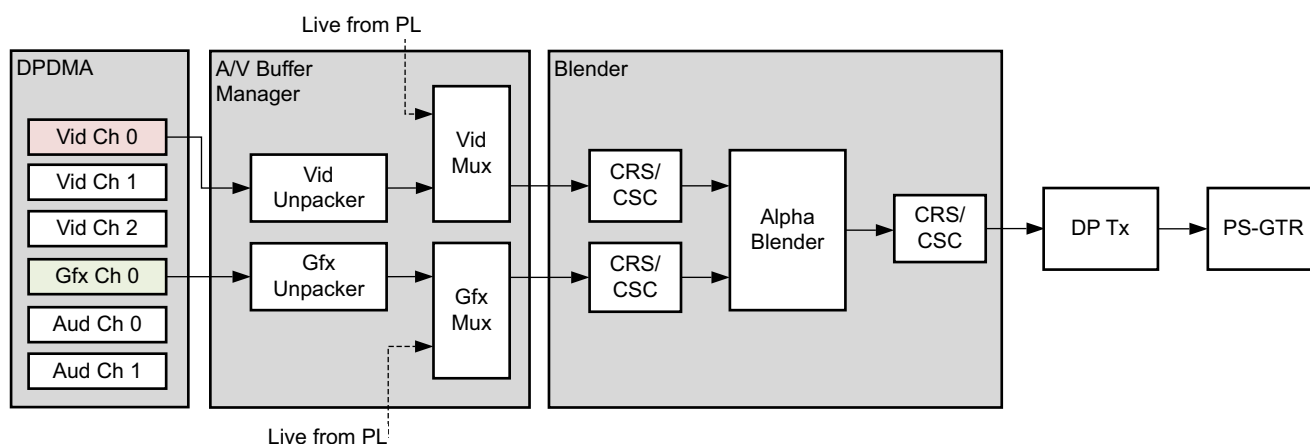 Live from PL
DPDMA
Vid Ch 0
Vid Ch 1
Vid Ch 2
Gfx Ch 0
Aud Ch 0
Aud Ch 1
A/V Buffer
Manager
Vid
Unpacker
Gfx
Unpacker
Vid
Mux
Gfx
Mux
Live from PL
Blender
CRS/
CSC
CRS/
CSC
Alpha
Blender
CRS/
CSC
DP Tx
PS-GTR